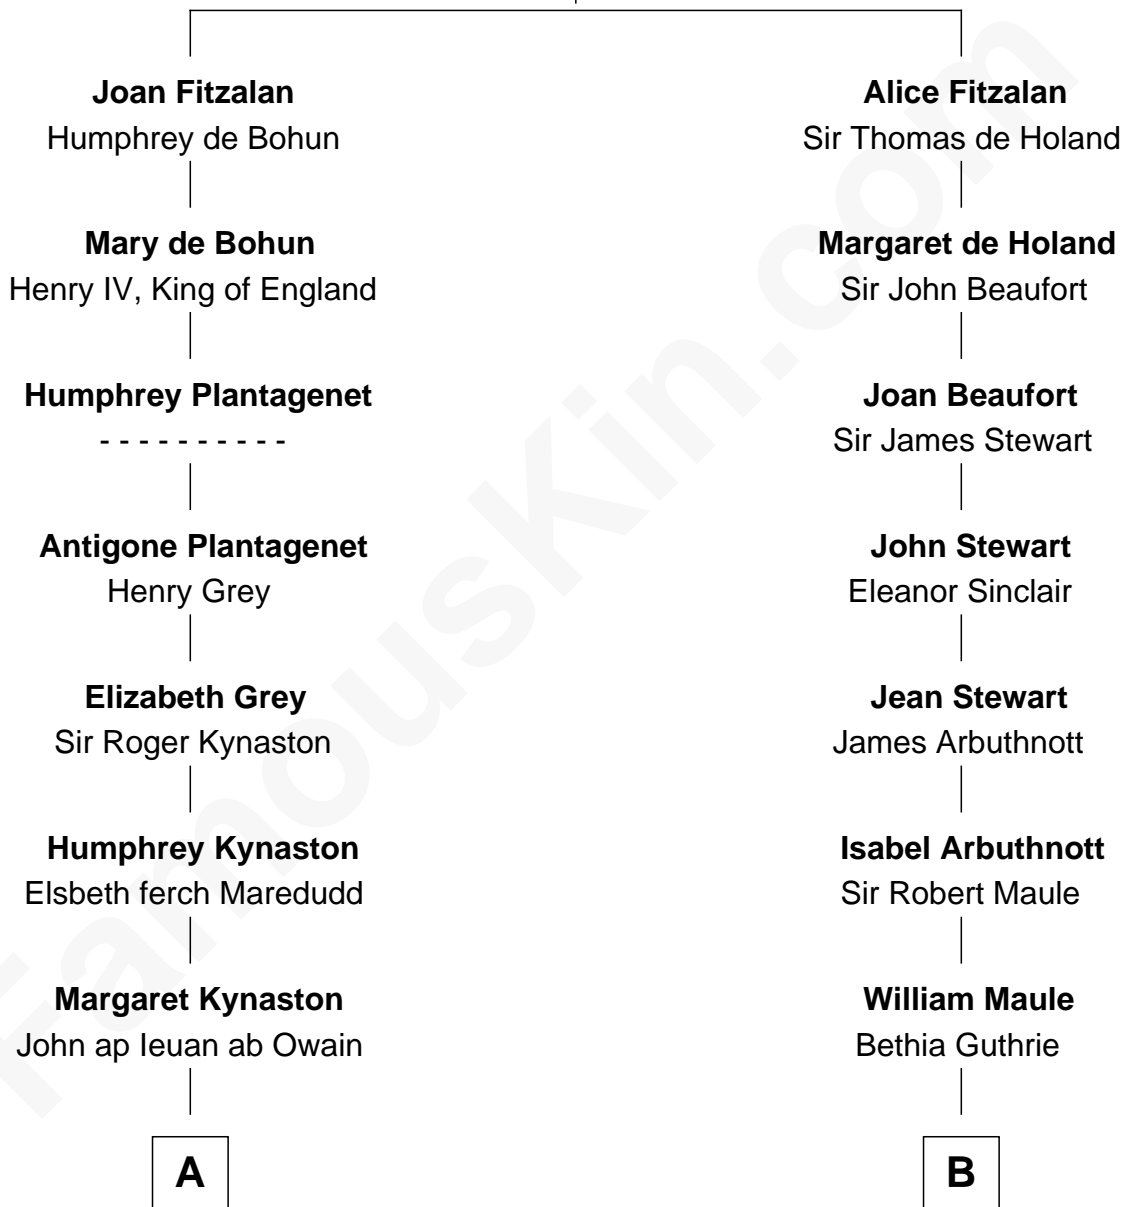 Joan Fitzalan
Humphrey de Bohun
Mary de Bohun
Henry IV, King of England
Humphrey Plantagenet
- - - - - - - - - -
Antigone Plantagenet
Henry Grey
Elizabeth Grey
Sir Roger Kynaston
Humphrey Kynaston
Elsbeth ferch Maredudd
Margaret Kynaston
John ap Ieuan ab Owain
A
Alice Fitzalan
Sir Thomas de Holand
Margaret de Holand
Sir John Beaufort
Joan Beaufort
Sir James Stewart
John Stewart
Eleanor Sinclair
Jean Stewart
James Arbuthnott
Isabel Arbuthnott
Sir Robert Maule
William Maule
Bethia Guthrie
B
FamousKin.com